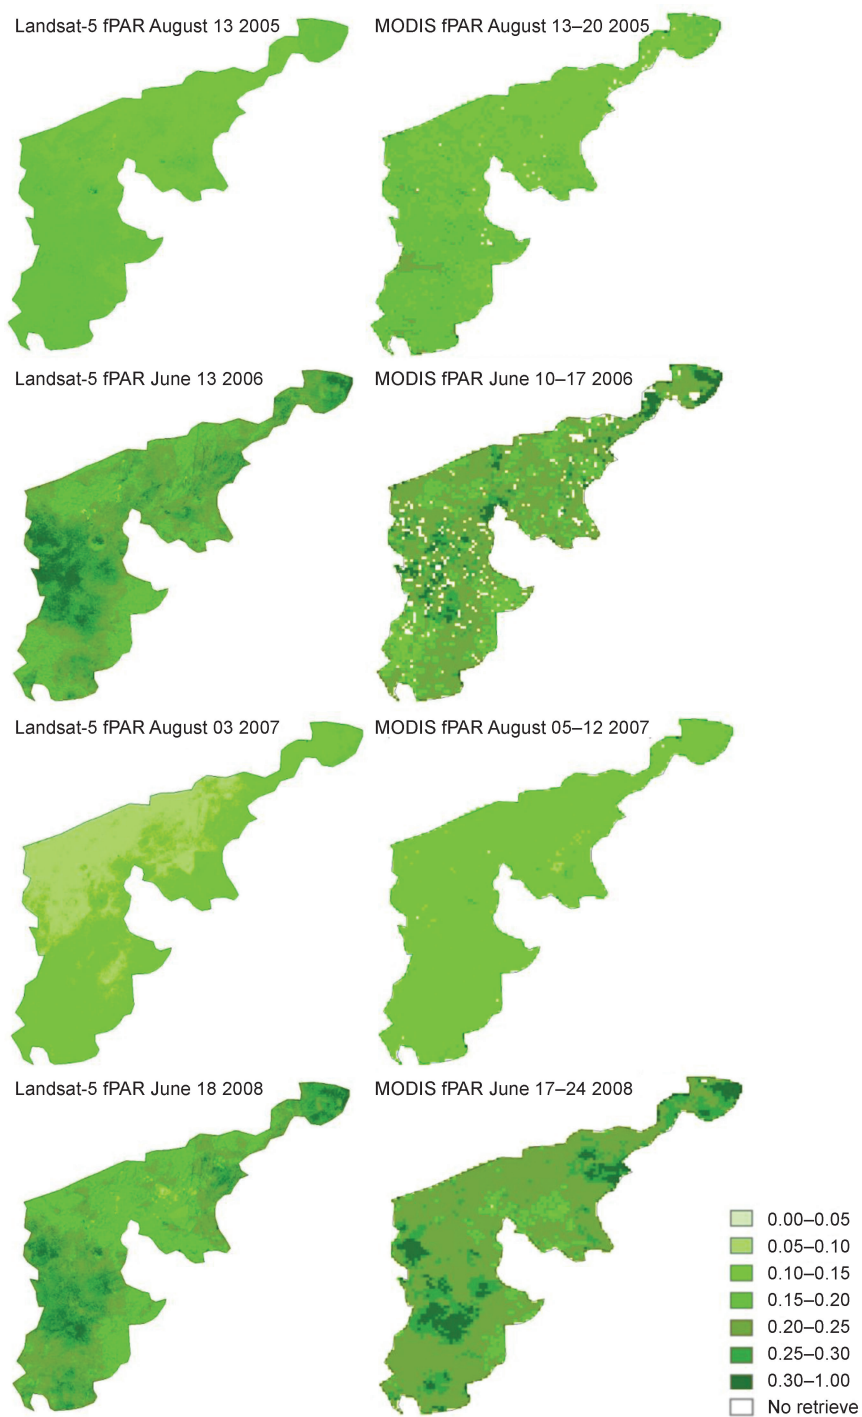 Landsat-5 fPAR August 13 2005
MODIS fPAR August 13–20 2005
Landsat-5 fPAR June 13 2006
MODIS fPAR June 10–17 2006
Landsat-5 fPAR August 03 2007
MODIS fPAR August 05–12 2007
Landsat-5 fPAR June 18 2008
MODIS fPAR June 17–24 2008
0.00–0.05
0.05–0.10
0.10–0.15
0.15–0.20
0.20–0.25
0.25–0.30
0.30–1.00
No retrieve